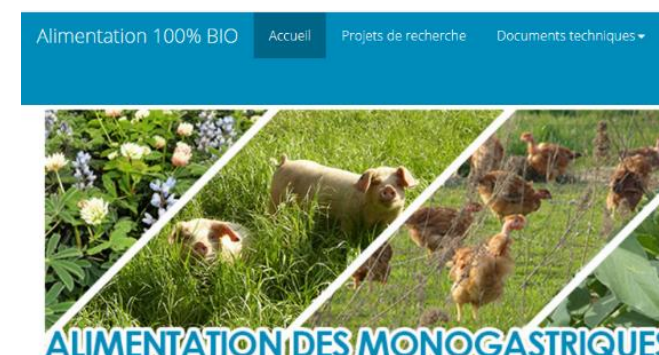 Alimentation 100% BIO Accueil Projets de recherche Documents techniques
ALIMENTATION DES MONOGASTRIQUES